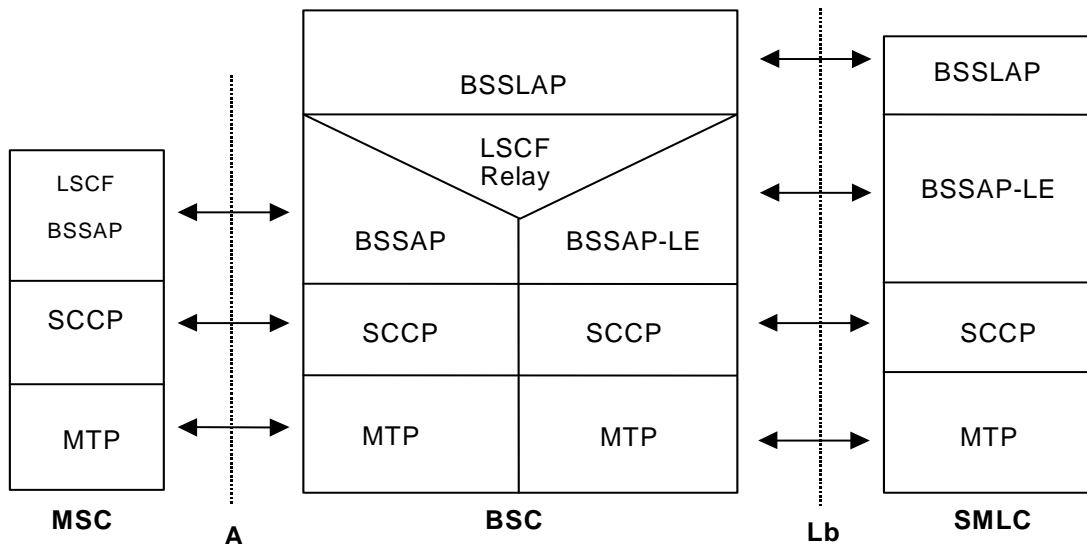 BSSLAP
BSSLAP
LSCF
Relay
LSCF
BSSAP
BSSAP-LE
BSSAP
BSSAP-LE
SCCP
SCCP
SCCP
SCCP
MTP
MTP
MTP
MTP
MSC
A
BSC
Lb
SMLC